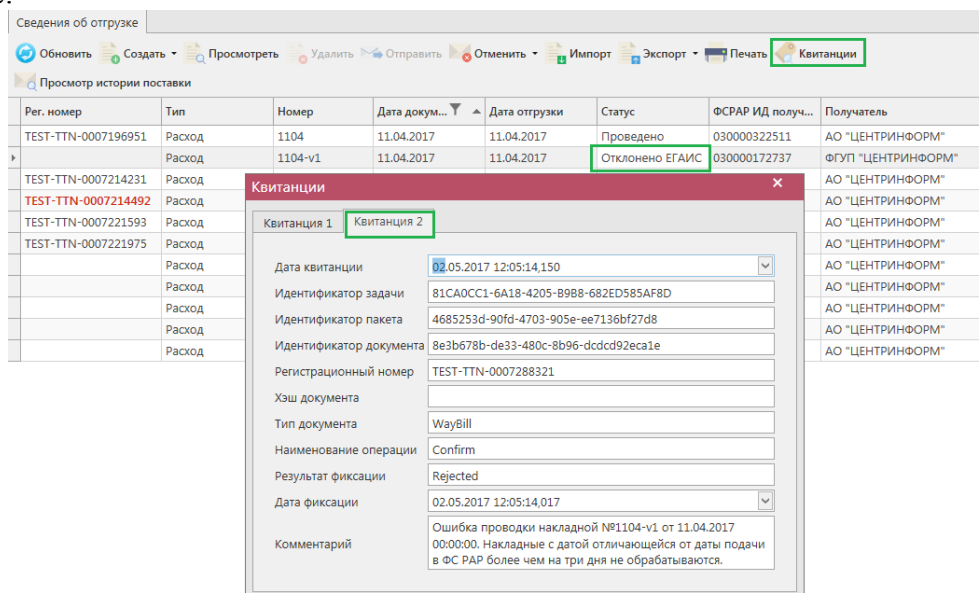 Сведения об отгрузке
Обновить Создать Просмотреть Удалить Отправить Отменить Импорт Экспорт Печать Квитанции
Просмотр истории поставки
Рег. номер Тип Номер Дата докум... Дата отгрузки Статус ФСРАР ИД получ... Получатель
TEST-TTN-0007196951 Расход 1104 11.04.2017 11.04.2017 Проведено 030000322511 АО "ЦЕНТРИНФОРМ"
Расход 1104-v1 11.04.2017 11.04.2017 Отклонено ЕГАИС 030000172737 ФГУП "ЦЕНТРИНФОРМ"
TEST-TTN-0007214231 Расход АО "ЦЕНТРИНФОРМ"
TEST-TTN-0007214492 Расход АО "ЦЕНТРИНФОРМ"
TEST-TTN-0007221593 Расход АО "ЦЕНТРИНФОРМ"
TEST-TTN-0007221975 Расход АО "ЦЕНТРИНФОРМ"
Расход АО "ЦЕНТРИНФОРМ"
Расход АО "ЦЕНТРИНФОРМ"
Расход АО "ЦЕНТРИНФОРМ"
Расход АО "ЦЕНТРИНФОРМ"
Расход АО "ЦЕНТРИНФОРМ"
Квитанции
Квитанция 1 Квитанция 2
Дата квитанции 02.05.2017 12:05:14,150
Идентификатор задачи 81CA0CC1-6A18-4205-B9B8-682ED585AF8D
Идентификатор пакета 4685253d-90fd-4703-905e-ee7136bf27d8
Идентификатор документа 8e3b678b-de33-480c-8b96-dcdcd92eca1e
Регистрационный номер TEST-TTN-0007288321
Хэш документа
Тип документа WayBill
Наименование операции Confirm
Результат фиксации Rejected
Дата фиксации 02.05.2017 12:05:14,017
Комментарий Ошибка проводки накладной №1104-v1 от 11.04.2017
00:00:00. Накладные с датой отличающейся от даты подачи
в ФС РАР более чем на три дня не обрабатываются.